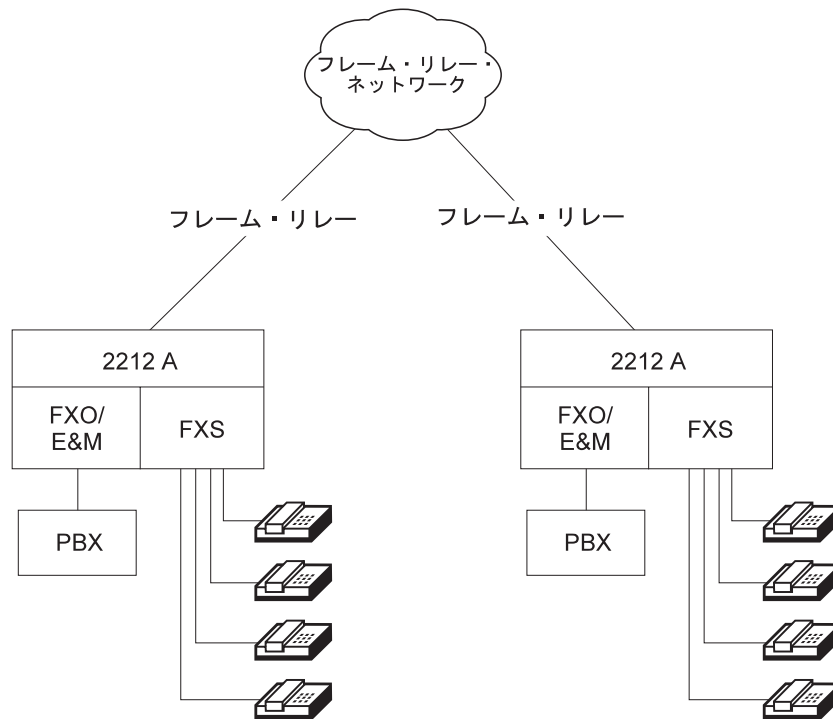 フレーム・リレー・
ネットワーク
フレーム・リレー
フレーム・リレー
2212 A
2212 A
FXO/
E&M
FXS
FXO/
E&M
FXS
PBX
PBX